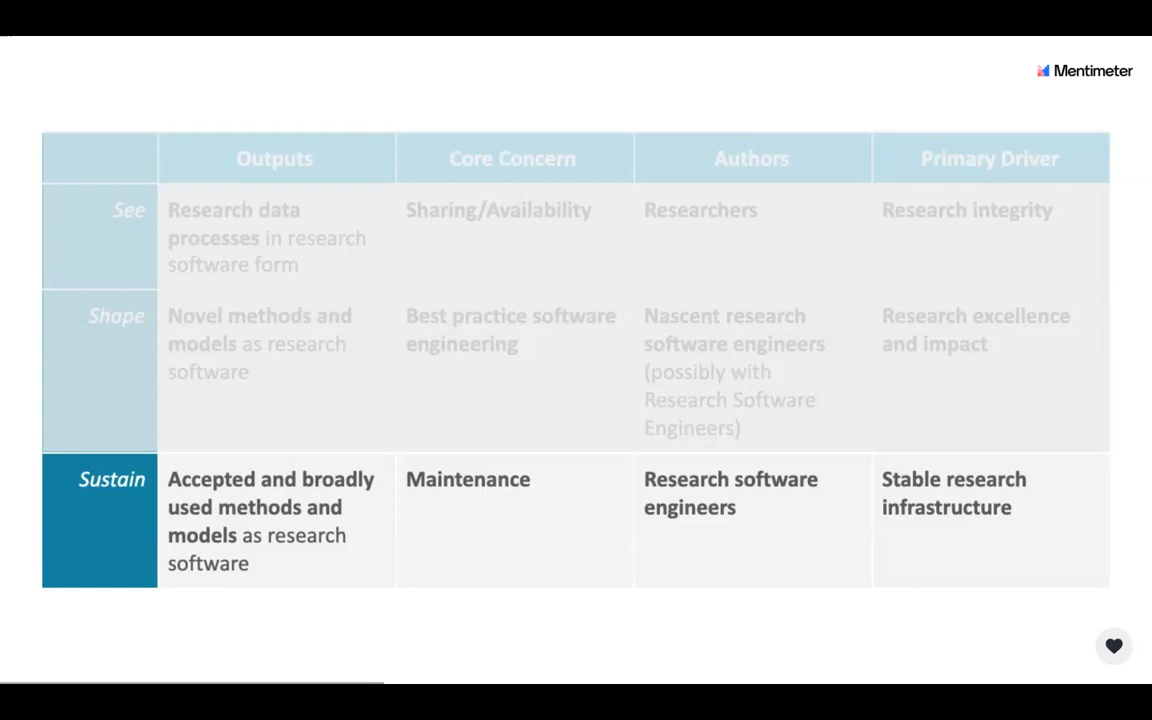 Mentimeter
Outputs Core Concern Authors Primary Driver
See
Research data
processes in research
software form
Sharing/Availability
Researchers
Research integrity
Shape
Novel methods and
models as research
software
Best practice software
engineering
Nascent research
software engineers
(possibly with
Research Software
Engineers)
Research excellence
and impact
Sustain
Accepted and broadly
used methods and
models as research
software
Maintenance
Research software
engineers
Stable research
infrastructure